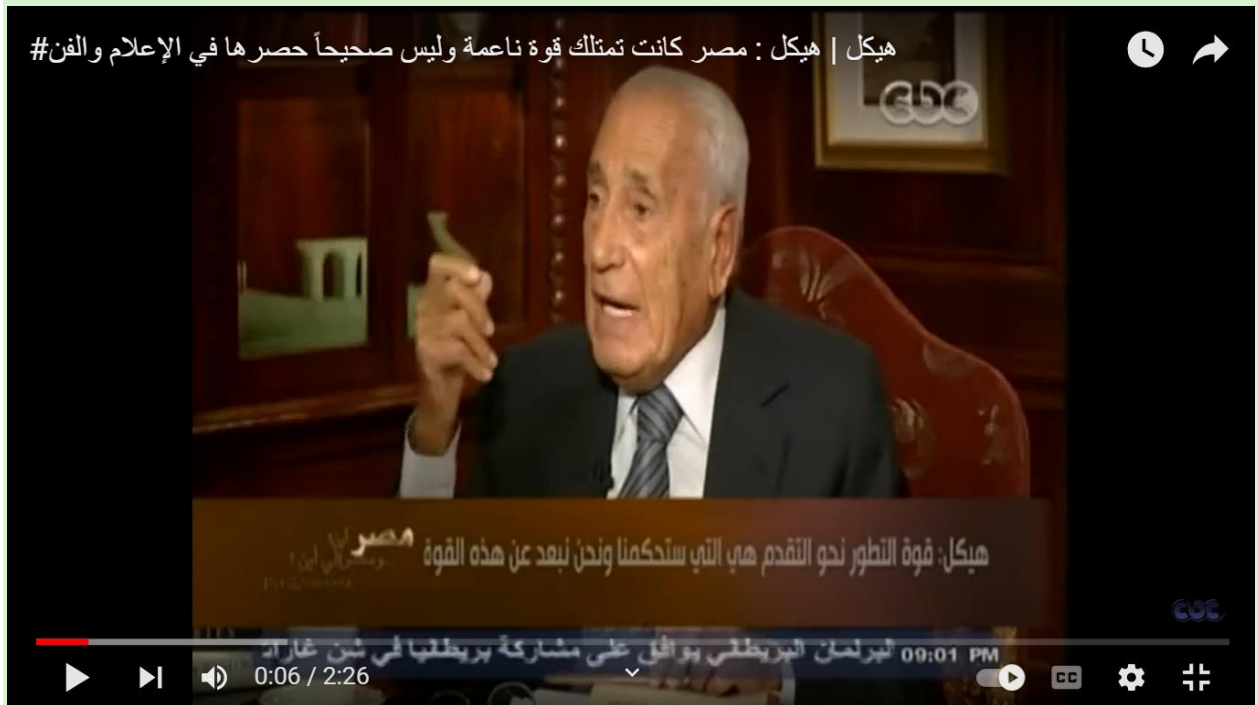 #هيكل | هيكل : مصر كانت تمتلك قوة ناعمة وليس صحيحاً حصرها في الإعلام والفن
CBC
هيكل: قوة التطور نحو التقدم هي التي ستحكمنا ونحن نبعد عن هذه القوة
مصر أين؟
CBC
09:01 PM البرلمان البريطاني يوافق على مشاركة بريطانيا في شن غارات
0:06 / 2:26
CC